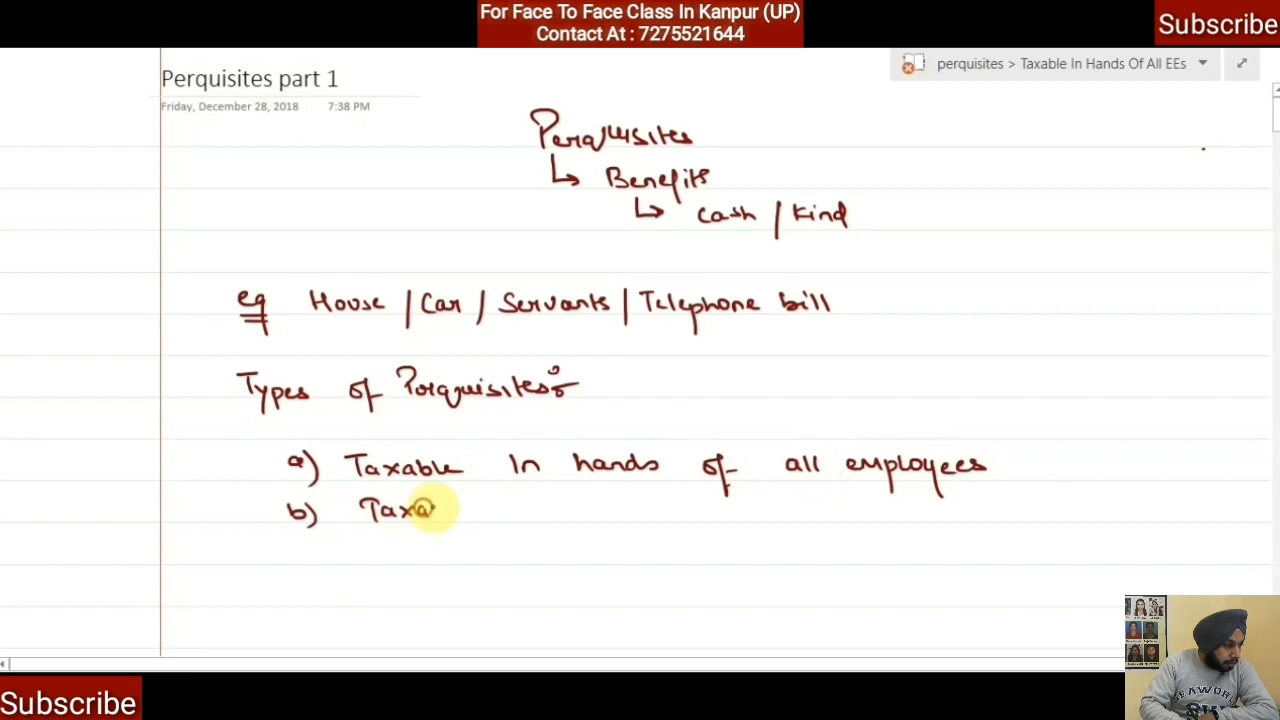 For Face To Face Class In Kanpur (UP)
Contact At : 7275521644
Subscribe
perquisites > Taxable In Hands Of All EEs
Perquisites part 1
Friday, December 28, 2018 7:38 PM
Perquisites
↳ Benefits
↳ cash / kind
eg House / Car / Servants / Telephone bill
Types of Perquisites:-
a) Taxable In hands of all employees
b) Taxa
SEAWORLD
Subscribe